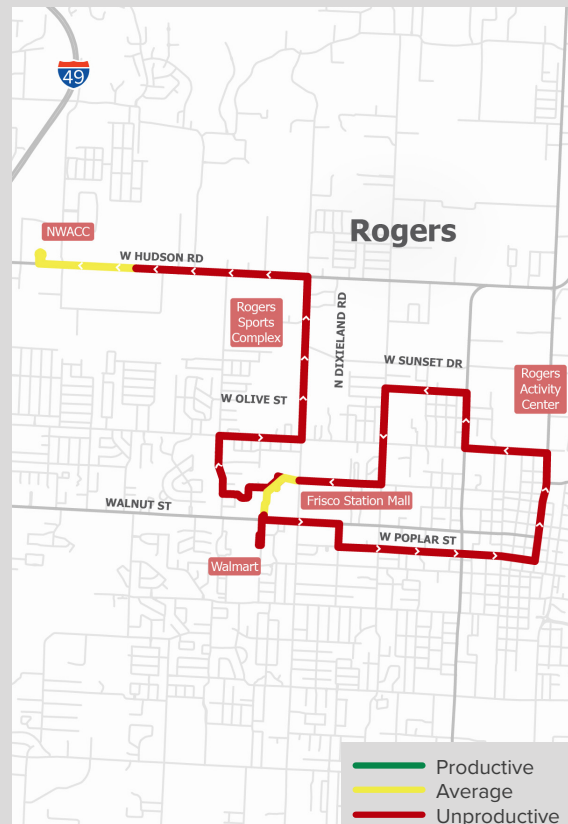 49
Rogers
NWACC
W HUDSON RD
Rogers
Sports
Complex
N DIXIELAND RD
W SUNSET DR
Rogers
Activity
Center
W OLIVE ST
Frisco Station Mall
WALNUT ST
W POPLAR ST
Walmart
Productive
Average
Unproductive